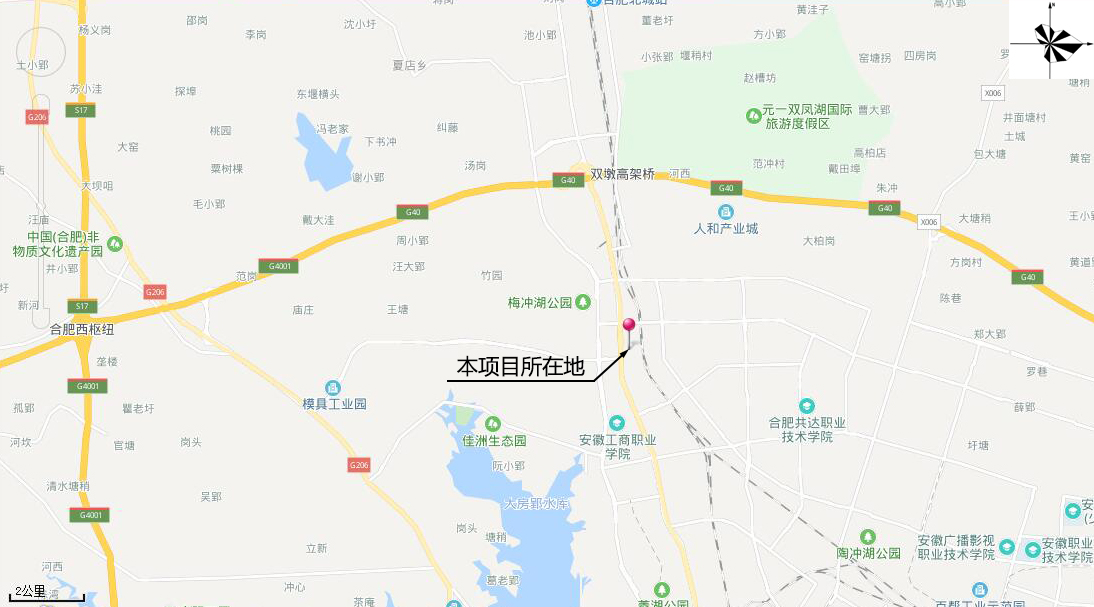 合肥北城站
杨义岗
邵岗
李岗
沈小圩
池小郢
董老圩
黄洼子
方小郢
小张郢
堰稍村
窑塘拐
四房岗
土小郢
夏店乡
赵槽坊
X006
塘稍
苏小洼
探埠
东堰横头
S17
G206
元一双凤湖国际
旅游度假区
曹大郢
井面塘村
土城
桃园
冯老家
下书冲
纠藤
大窑
高柏店
包大塘
黄窑
粟树棵
谢小郢
汤岗
范冲村
戴田埠
大坝咀
G40
双墩高架桥
河西
G40
朱冲
毛小郢
G40
G40
汪庙
戴大洼
人和产业城
X006
大塘稍
王小
中国(合肥)非
物质文化遗产园
周小郢
大柏岗
井小郢
范岗
G4001
汪大郢
竹园
方岗村
黄道
G40
圩
G206
新河
S17
庙庄
王塘
梅冲湖公园
陈巷
合肥西枢纽
郑大郢
垄楼
本项目所在地
罗巷
G4001
模具工业园
孤郢
瞿老圩
合肥共达职业
技术学院
薛郢
河坎
官塘
岗头
佳洲生态园
安徽工商职业
学院
圩塘
G206
阮小郢
清水塘稍
吴郢
大房郢水库
G4001
岗头
塘稍
立新
陶冲湖公园
安徽广播影视
职业技术学院
安徽职业
技术学院
河西
冲心
葛老郢
2公里
茶庵
菱湖公园